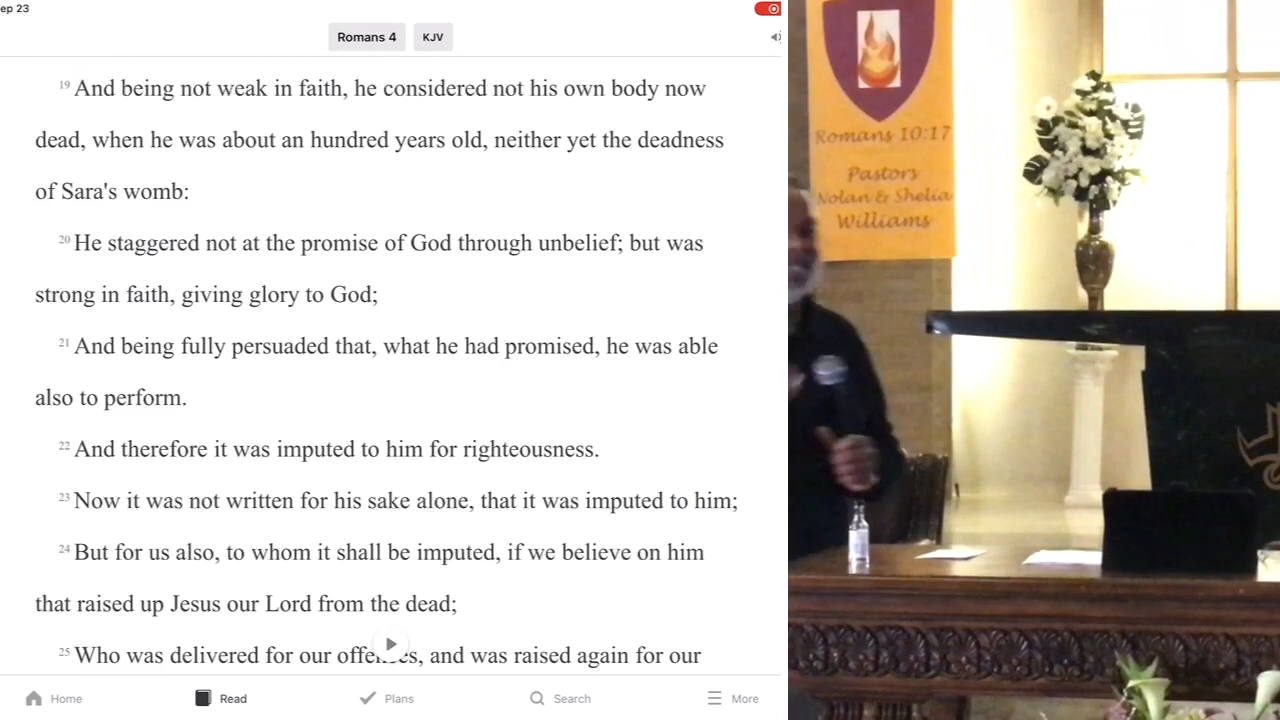 ep 23
Romans 4 KJV
19 And being not weak in faith, he considered not his own body now
dead, when he was about an hundred years old, neither yet the deadness
of Sara's womb:
20 He staggered not at the promise of God through unbelief; but was
strong in faith, giving glory to God;
21 And being fully persuaded that, what he had promised, he was able
also to perform.
22 And therefore it was imputed to him for righteousness.
23 Now it was not written for his sake alone, that it was imputed to him;
24 But for us also, to whom it shall be imputed, if we believe on him
that raised up Jesus our Lord from the dead;
25 Who was delivered for our offences, and was raised again for our
Home Read Plans Search More
Romans 10:17
Pastors
Nolan & Shelia
Williams